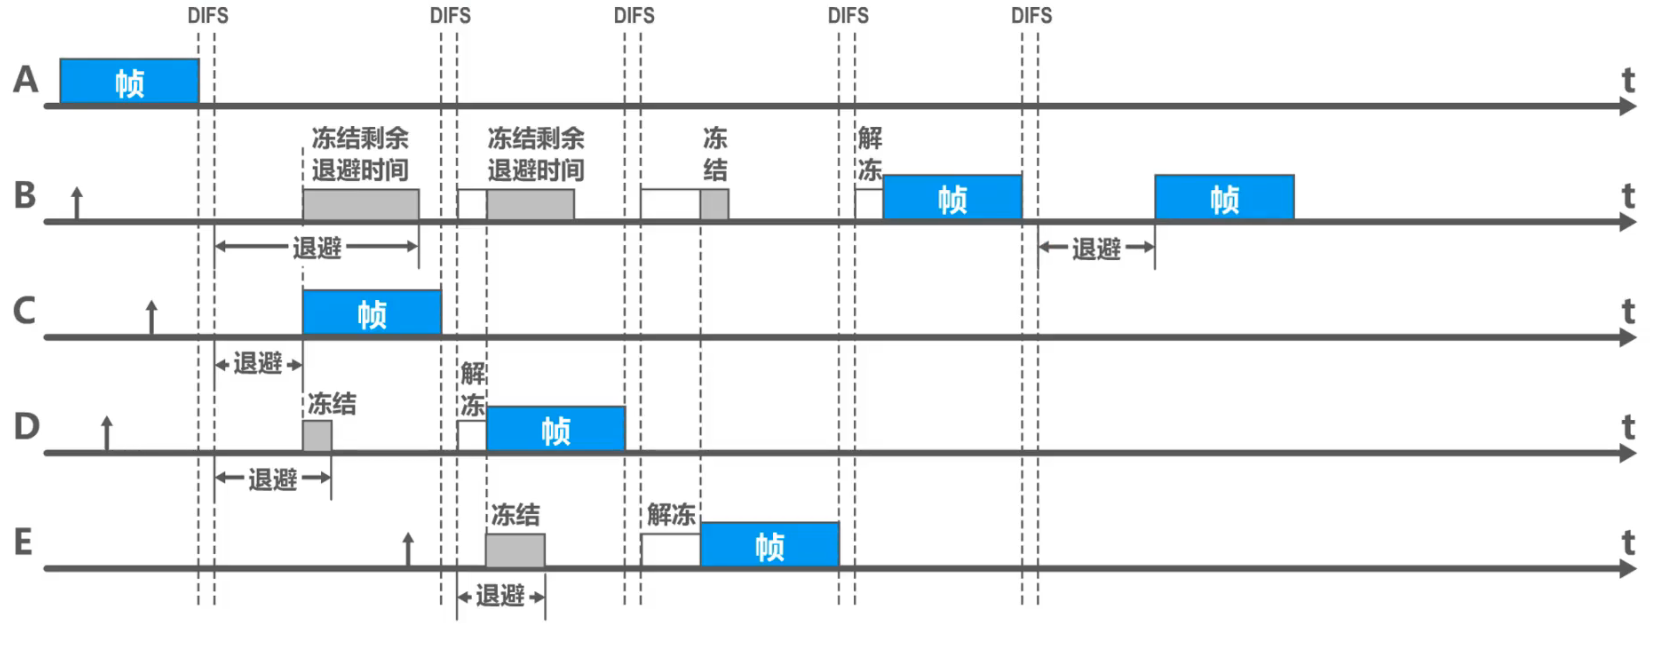 DIFS DIFS DIFS DIFS DIFS
A 帧 t
冻结剩余 冻结剩余 冻 解
退避时间 退避时间 结 冻
B 帧 帧 t
退避 退避
C 帧 t
退避 解
冻结 冻
D 帧 t
退避
冻结 解冻
E 帧 t
退避